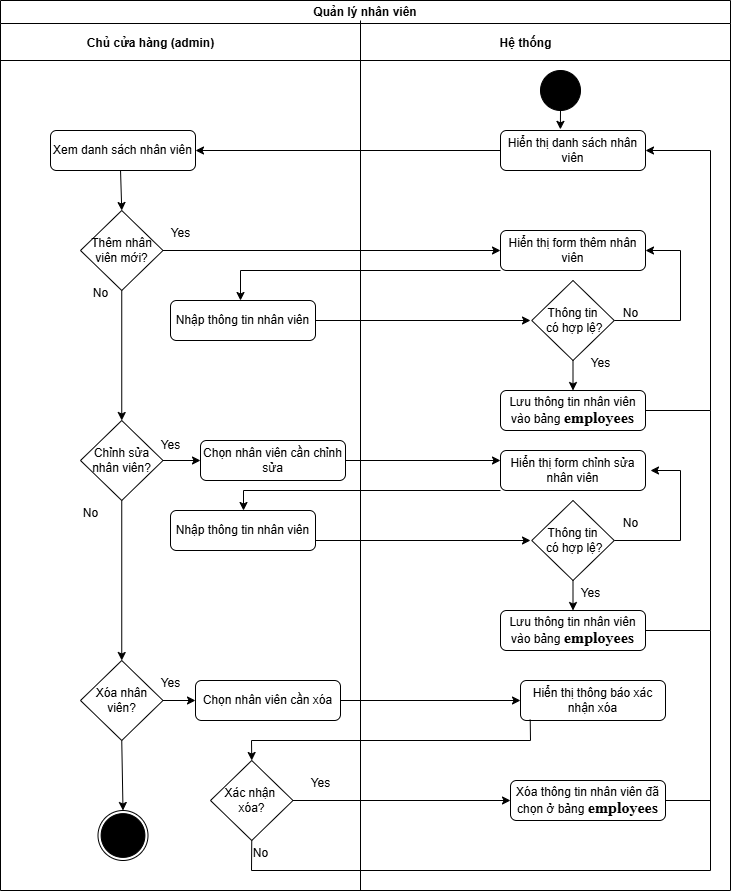 Quản lý nhân viên
Chủ cửa hàng (admin)
Hệ thống
Xem danh sách nhân viên
Hiển thị danh sách nhân
viên
Thêm nhân
viên mới?
Yes
No
Hiển thị form thêm nhân
viên
Nhập thông tin nhân viên
Thông tin
có hợp lệ?
No
Yes
Lưu thông tin nhân viên
vào bảng employees
Chỉnh sửa
nhân viên?
Yes
No
Chọn nhân viên cần chỉnh
sửa
Hiển thị form chỉnh sửa
nhân viên
Nhập thông tin nhân viên
Thông tin
có hợp lệ?
No
Yes
Lưu thông tin nhân viên
vào bảng employees
Xóa nhân
viên?
Yes
Chọn nhân viên cần xóa
Hiển thị thông báo xác
nhận xóa
Xác nhận
xóa?
Yes
No
Xóa thông tin nhân viên đã
chọn ở bảng employees